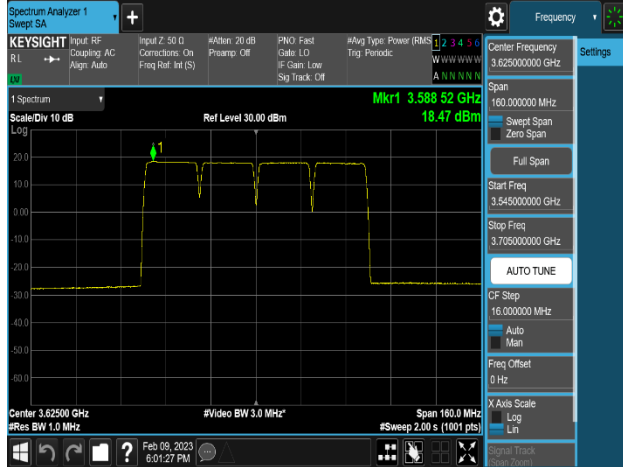 Spectrum Analyzer 1
Swept SA
Frequency
KEYSIGHT
R L
LXI
Input: RF
Coupling: AC
Align: Auto
Input Z: 50 Ω
Corrections: On
Freq Ref: Int (S)
#Atten: 20 dB
Preamp: Off
PNO: Fast
Gate: LO
IF Gain: Low
Sig Track: Off
#Avg Type: Power (RMS
Trig: Periodic
1 2 3 4 5 6
W W W W W W
A N N N N N
Center Frequency
3.625000000 GHz
Settings
Span
160.000000 MHz
Swept Span
Zero Span
Full Span
Start Freq
3.545000000 GHz
Stop Freq
3.705000000 GHz
AUTO TUNE
CF Step
16.000000 MHz
Auto
Man
Freq Offset
0 Hz
X Axis Scale
Log
Lin
Signal Track
(Span Zoom)
1 Spectrum
Scale/Div 10 dB
Log
Ref Level 30.00 dBm
Mkr1 3.588 52 GHz
18.47 dBm
1
20.0
10.0
0.00
-10.0
-20.0
-30.0
-40.0
-50.0
-60.0
Center 3.62500 GHz
#Res BW 1.0 MHz
#Video BW 3.0 MHz*
Span 160.0 MHz
#Sweep 2.00 s (1001 pts)
?
Feb 09, 2023
6:01:27 PM